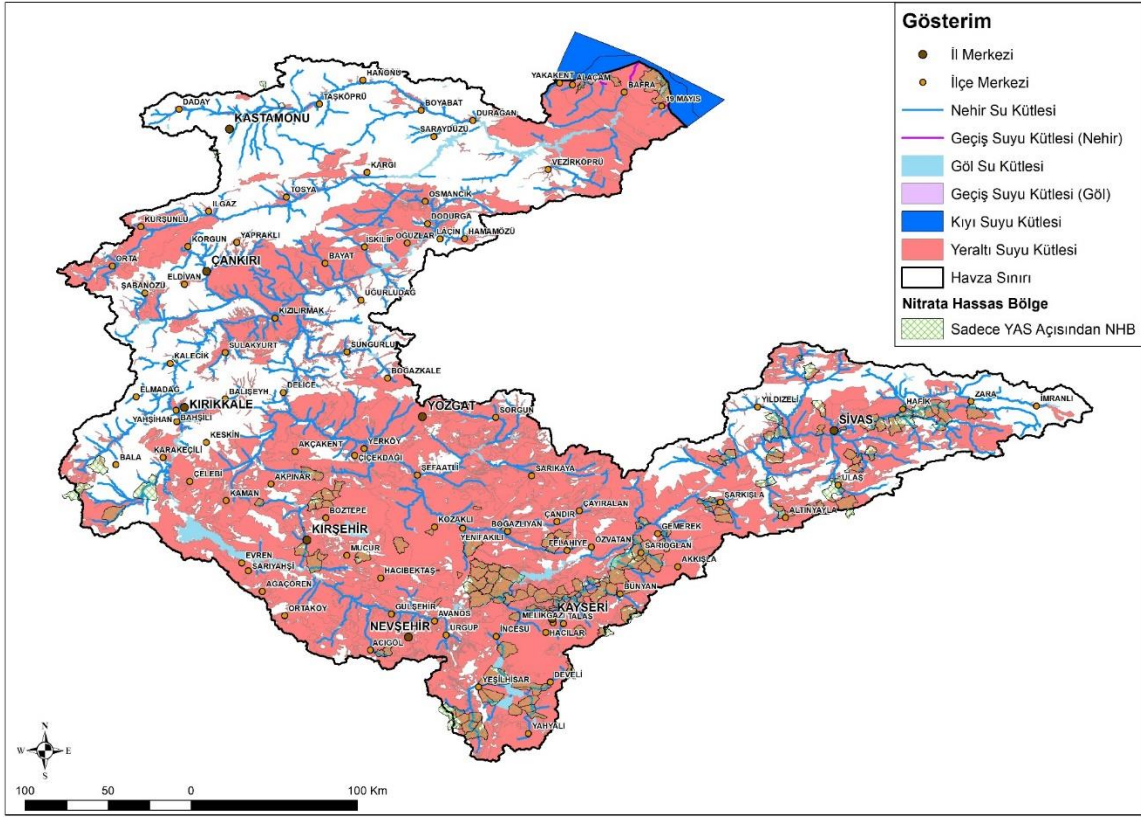 Gösterim
İl Merkezi
İlçe Merkezi
Nehir Su Kütlesi
Geçiş Suyu Kütlesi (Nehir)
Göl Su Kütlesi
Geçiş Suyu Kütlesi (Göl)
Kıyı Suyu Kütlesi
Yeraltı Suyu Kütlesi
Havza Sınırı
Nitrata Hassas Bölge
Sadece YAS Açısından NHB
YAKAKENT
ALAÇAM
BAFRA
19 MAYIS
HANÖNÜ
DADAY
TAŞKÖPRÜ
BOYABAT
DURAĞAN
KASTAMONU
SARAYDÜZÜ
KARGI
VEZİRKÖPRÜ
TOSYA
OSMANCIK
ILGAZ
DODURGA
KURŞUNLU
LAÇİN
HAMAMÖZÜ
KORGUN
YAPRAKLI
İSKİLİP
OĞUZLAR
ORTA
ÇANKIRI
BAYAT
ELDİVAN
ŞABANÖZÜ
UĞURLUDAĞ
KIZILIRMAK
KALECİK
SULAKYURT
SUNGURLU
BOĞAZKALE
ELMADAĞ
BALIŞEYH
DELİCE
KIRIKKALE
YAHŞİHAN
BAHŞILI
YOZGAT
SORGUN
YILDIZELİ
HAFİK
ZARA
İMRANLI
SİVAS
KESKİN
BALA
KARAKEÇİLİ
AKÇAKENT
YERKÖY
ÇİÇEKDAĞI
ÇELEBİ
AKPINAR
ŞEFAATLİ
SARIKAYA
ULAŞ
KAMAN
BOZTEPE
ŞARKIŞLA
ALTINYAYLA
KOZAKLI
BOĞAZLIYAN
ÇANDIR
ÇAYIRALAN
KIRŞEHİR
YENİFAKILI
GEMEREK
MUCUR
FELAHİYE
ÖZVATAN
SARIOĞLAN
EVREN
SARIYAHŞİ
HACIBEKTAŞ
AKKIŞLA
AĞAÇÖREN
BÜNYAN
ORTAKÖY
GÜLŞEHİR
AVANOS
KAYSERİ
MELİKGAZİ
TALAS
NEVŞEHİR
ÜRGÜP
İNCESU
HACILAR
ACIGÖL
YEŞİLHİSAR
DEVELİ
YAHYALI
N
W
E
S
100
50
0
100 Km